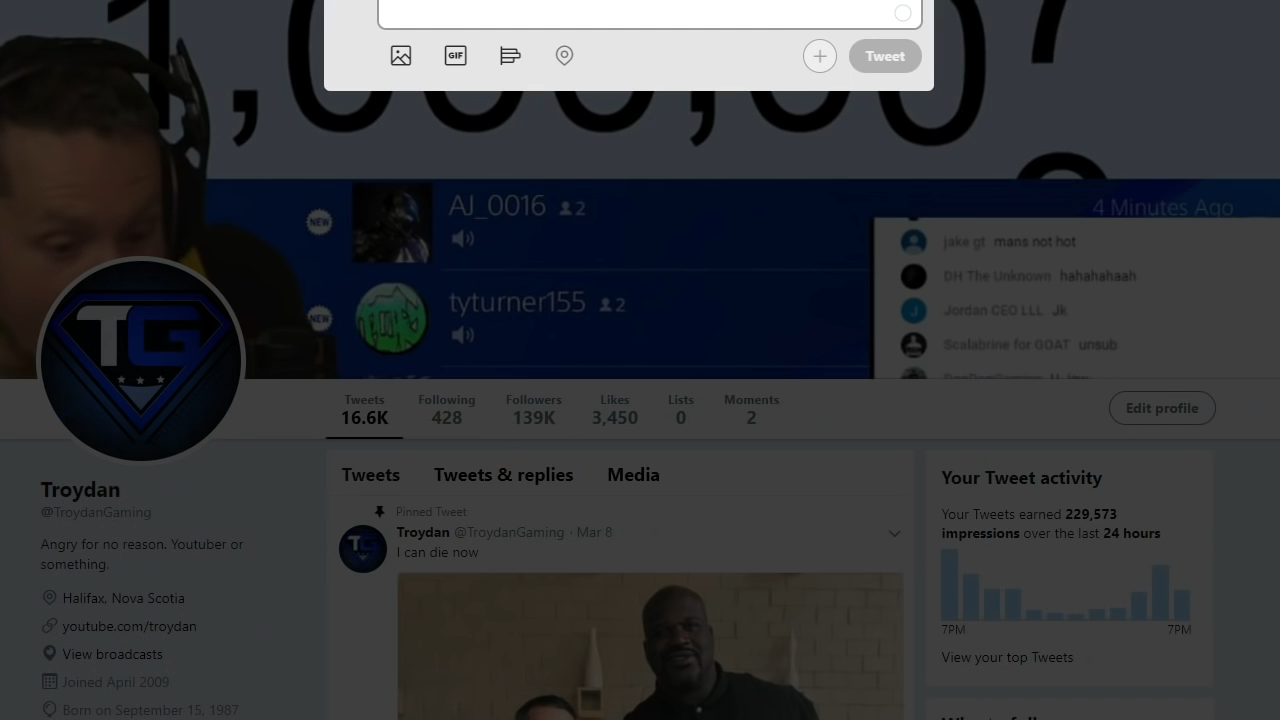 1,000,00?
GIF
Tweet
NEW
AJ_0016
2
4 Minutes Ago
jake gt mans not hot
DH The Unknown hahahahaah
NEW
tyturner155
2
J
Jordan CEO LLL Jk
Scalabrine for GOAT unsub
TG
Tweets
16.6K
Following
428
Followers
139K
Likes
3,450
Lists
0
Moments
2
Edit profile
Troydan
@TroydanGaming
Angry for no reason. Youtuber or
something.
Halifax, Nova Scotia
youtube.com/troydan
View broadcasts
Joined April 2009
Born on September 15, 1987
Tweets Tweets & replies Media
Pinned Tweet
TG
Troydan @TroydanGaming · Mar 8
I can die now
Your Tweet activity
Your Tweets earned 229,573
impressions over the last 24 hours
7PM 7PM
View your top Tweets